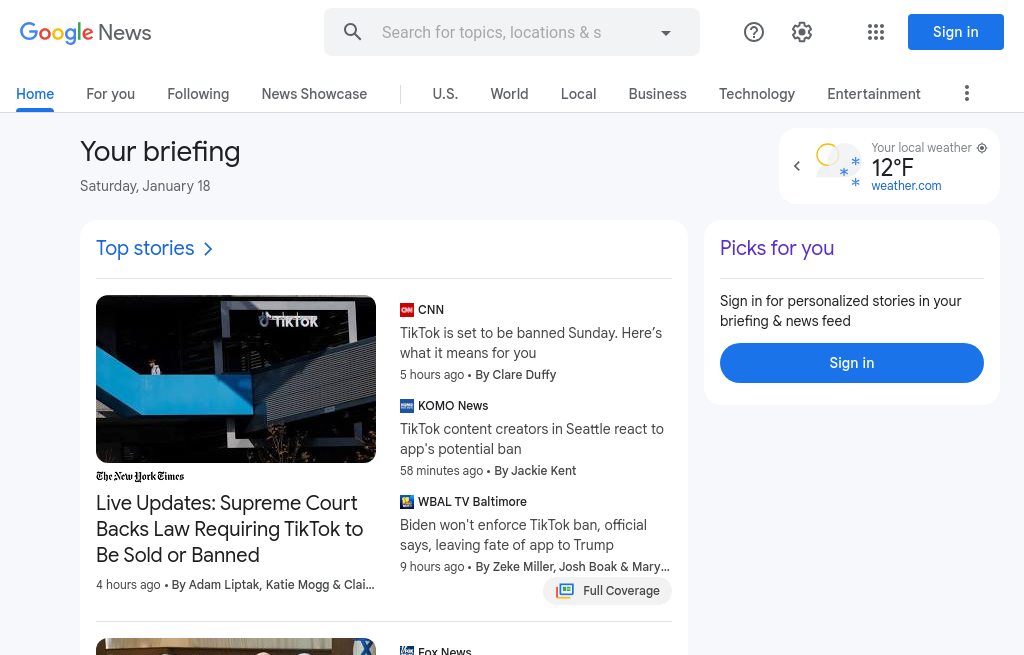 Google News
Search for topics, locations & s
Sign in
Home
For you
Following
News Showcase
U.S.
World
Local
Business
Technology
Entertainment
Your briefing
Saturday, January 18
Your local weather
12°F
weather.com
Top stories
TikTok
The New York Times
Live Updates: Supreme Court
Backs Law Requiring TikTok to
Be Sold or Banned
4 hours ago • By Adam Liptak, Katie Mogg & Clai…
CNN
TikTok is set to be banned Sunday. Here’s
what it means for you
5 hours ago • By Clare Duffy
KOMO News
TikTok content creators in Seattle react to
app's potential ban
58 minutes ago • By Jackie Kent
WBAL TV Baltimore
Biden won't enforce TikTok ban, official
says, leaving fate of app to Trump
9 hours ago • By Zeke Miller, Josh Boak & Mary…
Full Coverage
Fox News
Picks for you
Sign in for personalized stories in your
briefing & news feed
Sign in